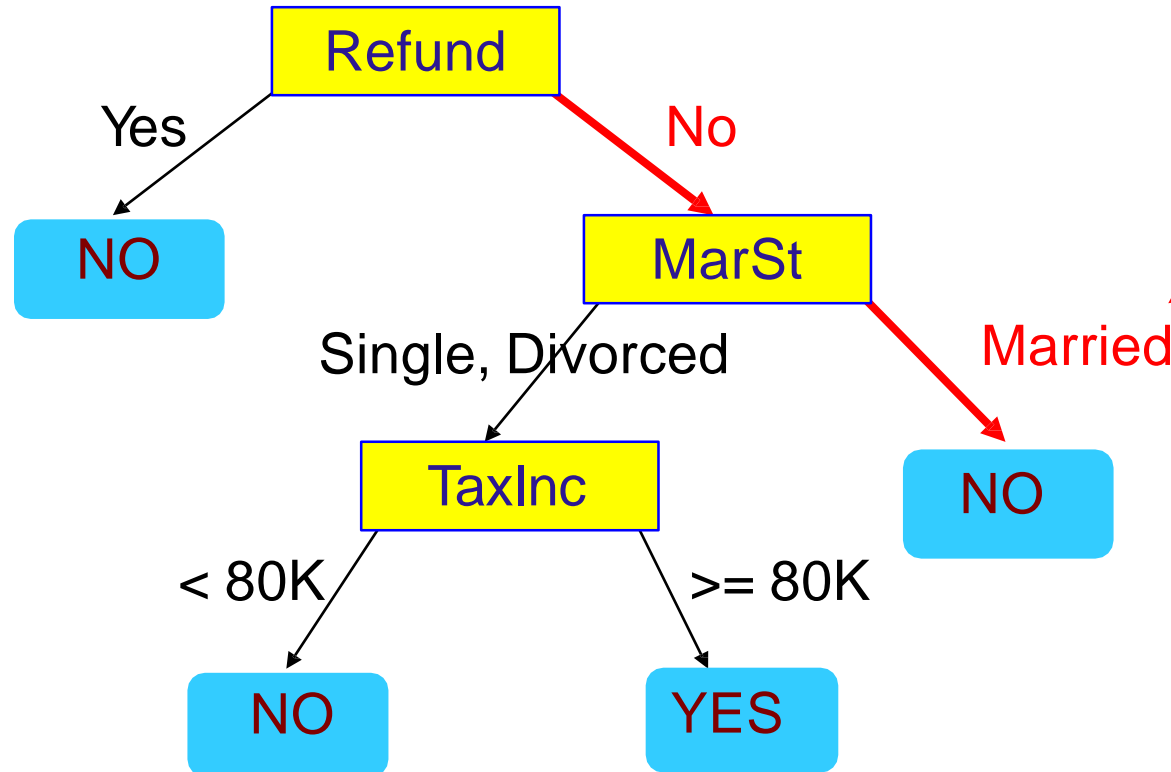 Refund
Yes
No
NO
MarSt
Single, Divorced
Married
TaxInc
NO
< 80K
>= 80K
NO
YES